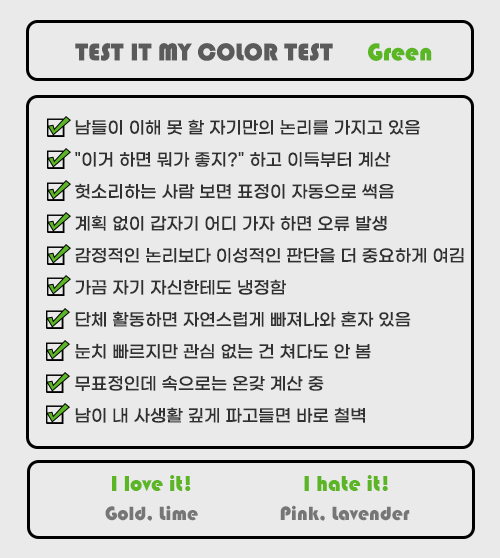 TEST IT MY COLOR TEST Green
남들이 이해 못 할 자기만의 논리를 가지고 있음
"이거 하면 뭐가 좋지?" 하고 이득부터 계산
헛소리하는 사람 보면 표정이 자동으로 썩음
계획 없이 갑자기 어디 가자 하면 오류 발생
감정적인 논리보다 이성적인 판단을 더 중요하게 여김
가끔 자기 자신한테도 냉정함
단체 활동하면 자연스럽게 빠져나와 혼자 있음
눈치 빠르지만 관심 없는 건 쳐다도 안 봄
무표정인데 속으로는 온갖 계산 중
남이 내 사생활 깊게 파고들면 바로 철벽
I love it! I hate it!
Gold, Lime Pink, Lavender